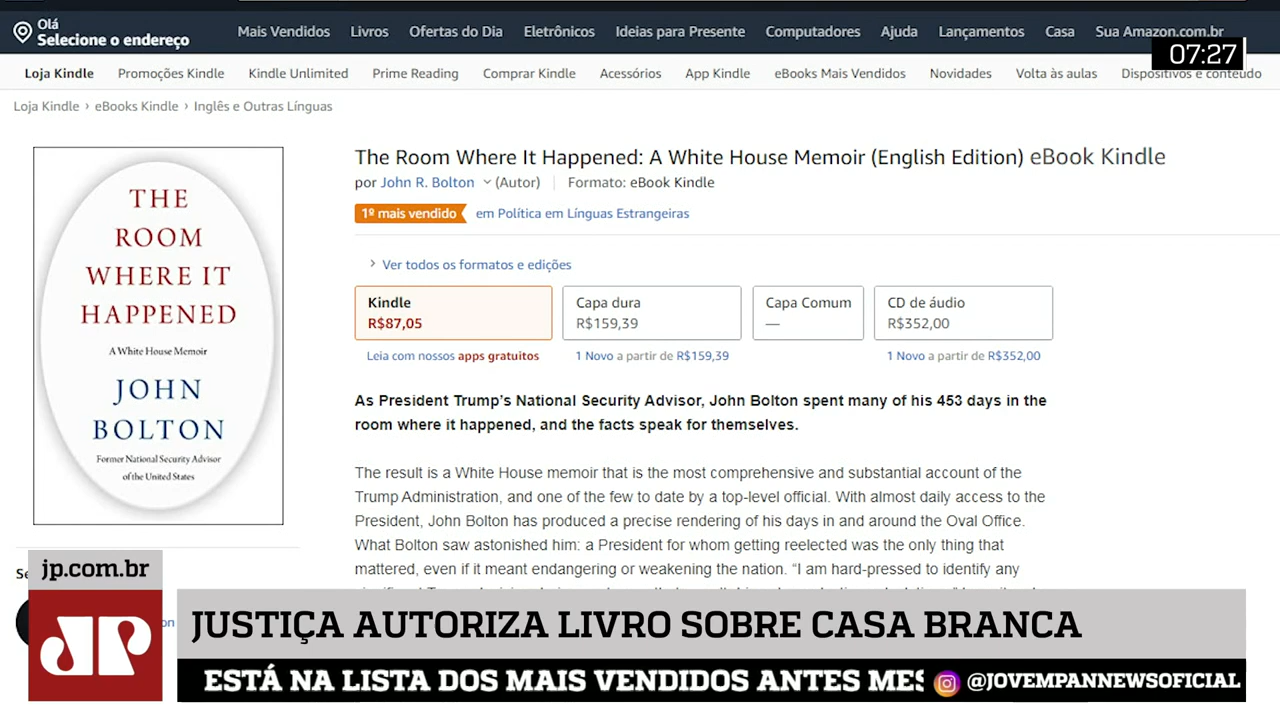 Olá
Selecione o endereço
Mais Vendidos
Livros
Ofertas do Dia
Eletrônicos
Ideias para Presente
Computadores
Ajuda
Lançamentos
Casa
Sua Amazon.com.br
07:27
Loja Kindle
Promoções Kindle
Kindle Unlimited
Prime Reading
Comprar Kindle
Acessórios
App Kindle
eBooks Mais Vendidos
Novidades
Volta às aulas
Dispositivos e conteúdo
Loja Kindle › eBooks Kindle › Inglês e Outras Línguas
THE
ROOM
WHERE IT
HAPPENED
A White House Memoir
JOHN
BOLTON
Former National Security Advisor
of the United States
The Room Where It Happened: A White House Memoir (English Edition) eBook Kindle
por John R. Bolton (Autor) Formato: eBook Kindle
1º mais vendido em Política em Línguas Estrangeiras
Ver todos os formatos e edições
Kindle
R$87,05
Leia com nossos apps gratuitos
Capa dura
R$159,39
1 Novo a partir de R$159,39
Capa Comum
—
CD de áudio
R$352,00
1 Novo a partir de R$352,00
As President Trump's National Security Advisor, John Bolton spent many of his 453 days in the
room where it happened, and the facts speak for themselves.
The result is a White House memoir that is the most comprehensive and substantial account of the
Trump Administration, and one of the few to date by a top-level official. With almost daily access to the
President, John Bolton has produced a precise rendering of his days in and around the Oval Office.
What Bolton saw astonished him: a President for whom getting reelected was the only thing that
mattered, even if it meant endangering or weakening the nation. “I am hard-pressed to identify any
jp.com.br
JP
JUSTIÇA AUTORIZA LIVRO SOBRE CASA BRANCA
ESTÁ NA LISTA DOS MAIS VENDIDOS ANTES MES
@JOVEMPANNEWSOFICIAL